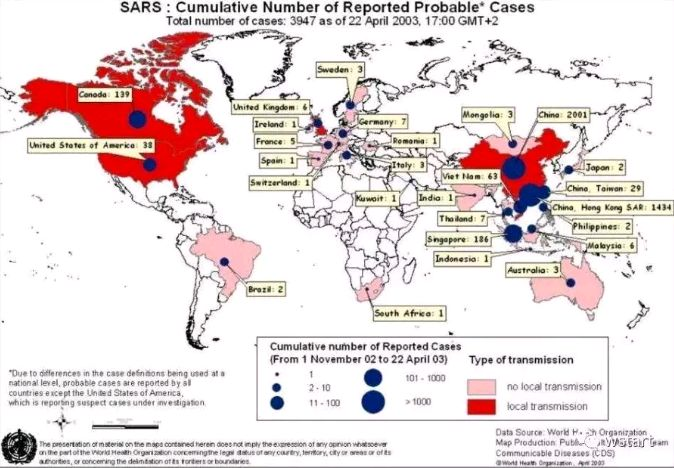 SARS : Cumulative Number of Reported Probable* Cases
Total number of cases: 3947 as of 22 April 2003, 17:00 GMT+2
Sweden: 3
Canada: 139
United Kingdom: 6
Mongolia: 3
China: 2001
Ireland: 1
Germany: 7
United States of America: 38
France: 5
Romania: 1
Spain: 1
Italy: 3
Japan: 2
Viet Nam: 63
Switzerland: 1
China, Taiwan: 29
Kuwait: 1
India: 1
China, Hong Kong SAR: 1434
Thailand: 7
Philippines: 2
Singapore: 186
Malaysia: 6
Indonesia: 1
Australia: 3
Brazil: 2
South Africa: 1
Cumulative number of Reported Cases
(From 1 November 02 to 22 April 03)
Type of transmission
1
2 - 10
11 - 100
101 - 1000
> 1000
no local transmission
local transmission
*Due to differences in the case definitions being used at a
national level, probable cases are reported by all
countries except the United States of America,
which is reporting suspect cases under investigation.
The presentation of material on the maps contained herein does not imply the expression of any opinion whatsoever
on the part of the World Health Organization concerning the legal status of any country, territory, city or areas or of its
authorities, or concerning the delimitation of its frontiers or boundaries.
Data Source: World Health Organization
Map Production: Public Team
Communicable Diseases (CDS)
©World Health Organization, April 2003
wstart